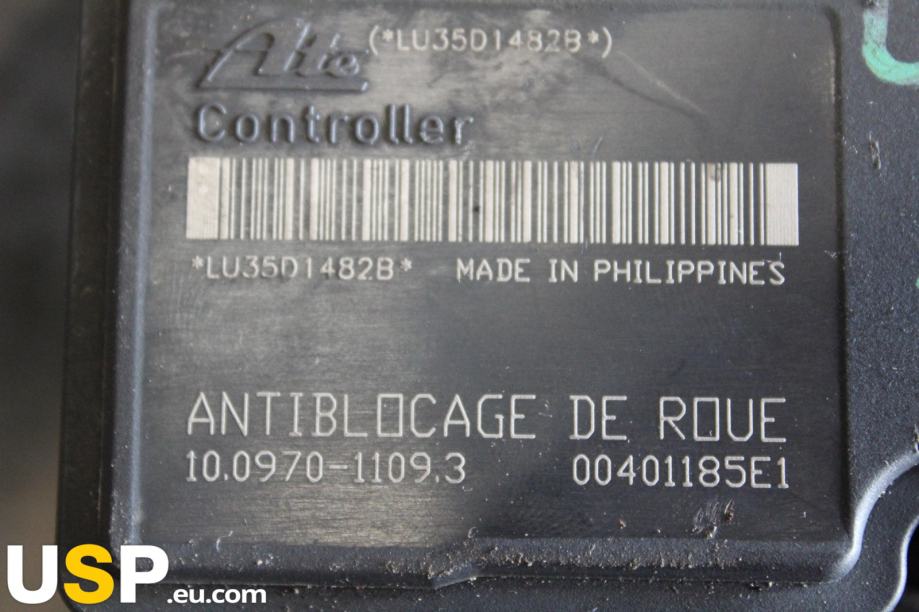 Ate (*LU35D1482B*)
Controller
*LU35D1482B* MADE IN PHILIPPINES
ANTIBLOCAGE DE ROUE
10.0970-1109.3 00401185E1
USP.eu.com